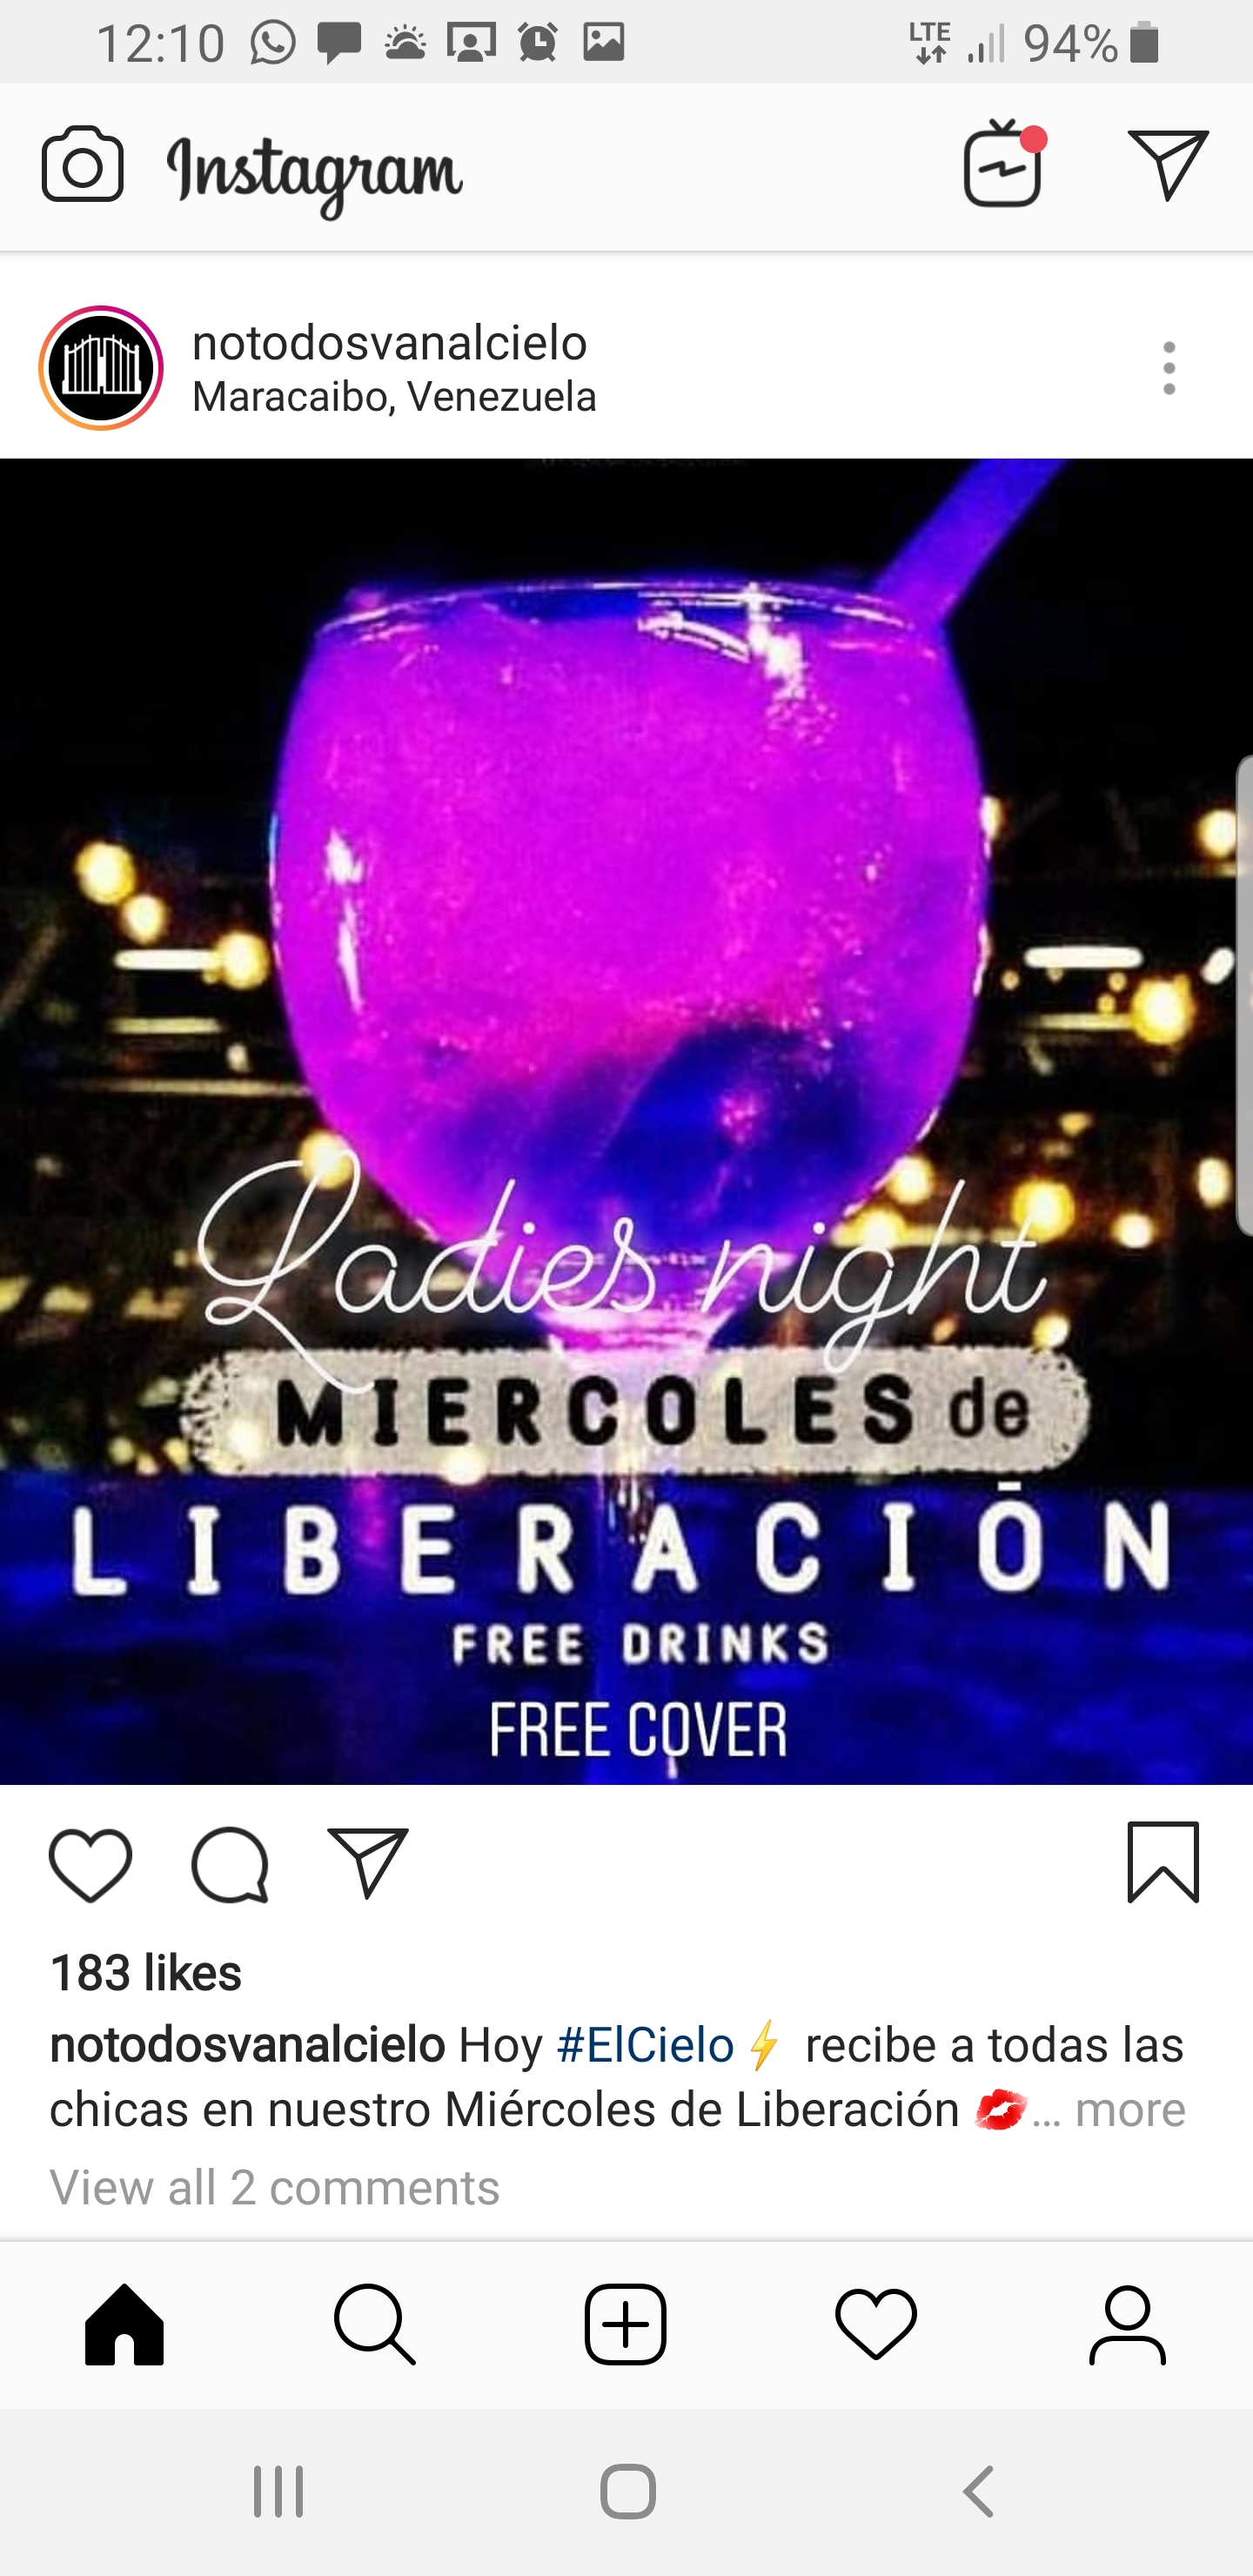 12:10
LTE
94%
Instagram
notodosvanalcielo
Maracaibo, Venezuela
Ladies night
MIERCOLES de
LIBERACIŌN
FREE DRINKS
FREE COVER
183 likes
notodosvanalcielo Hoy #ElCielo⚡ recibe a todas las
chicas en nuestro Miércoles de Liberación 💋... more
View all 2 comments